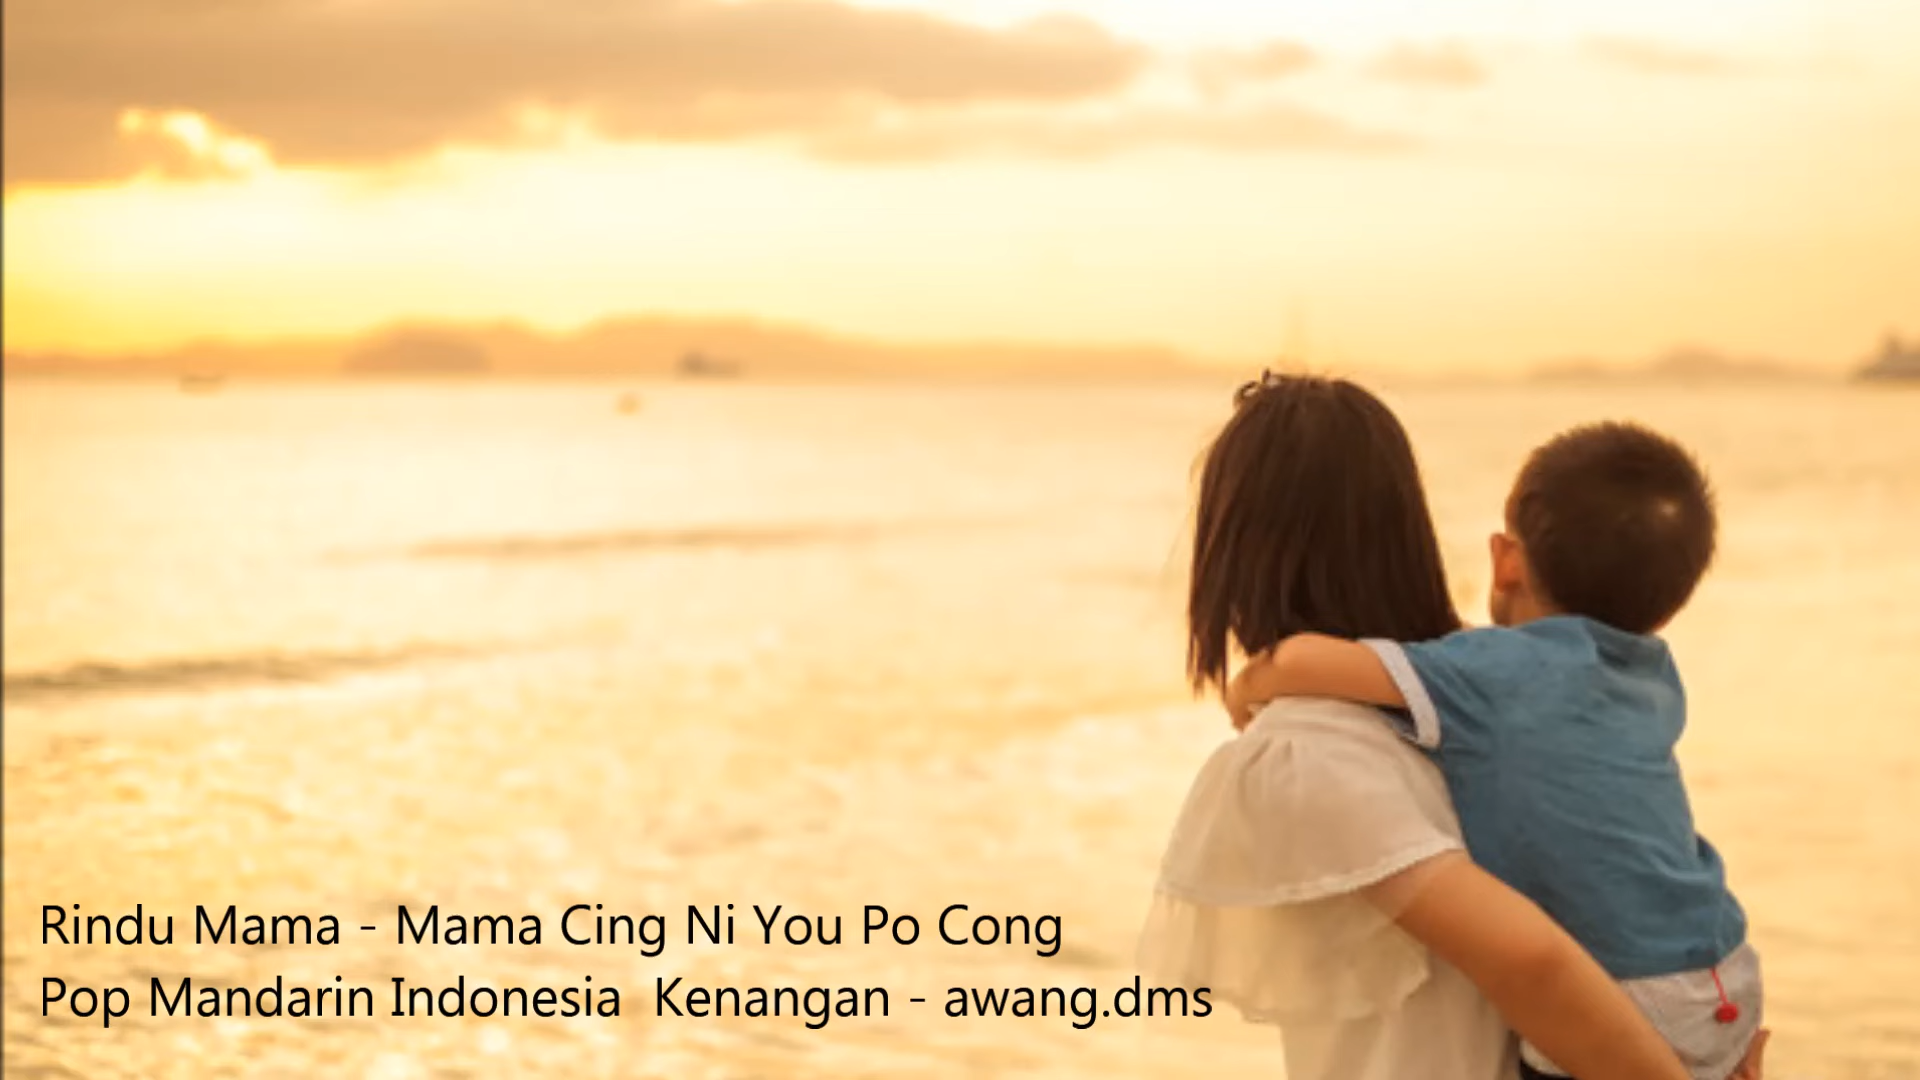 Rindu Mama - Mama Cing Ni You Po Cong
Pop Mandarin Indonesia  Kenangan - awang.dms